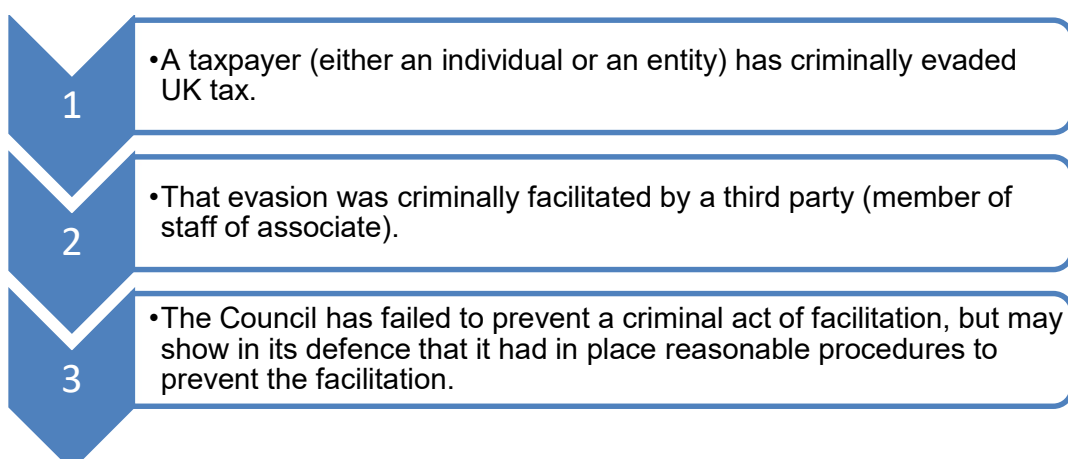 1
•A taxpayer (either an individual or an entity) has criminally evaded
UK tax.
2
•That evasion was criminally facilitated by a third party (member of
staff of associate).
3
•The Council has failed to prevent a criminal act of facilitation, but may
show in its defence that it had in place reasonable procedures to
prevent the facilitation.